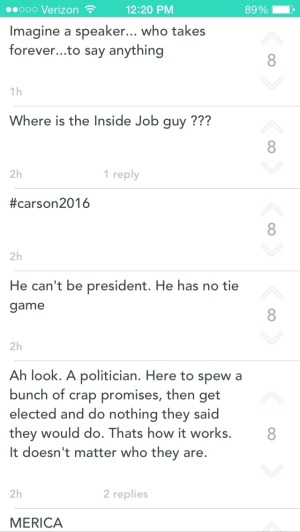 Verizon 12:20 PM 89%
Imagine a speaker... who takes
forever...to say anything
8
1h
Where is the Inside Job guy ???
8
2h 1 reply
#carson2016
8
2h
He can't be president. He has no tie
game
8
2h
Ah look. A politician. Here to spew a
bunch of crap promises, then get
elected and do nothing they said
they would do. Thats how it works.
It doesn't matter who they are.
8
2h 2 replies
MERICA